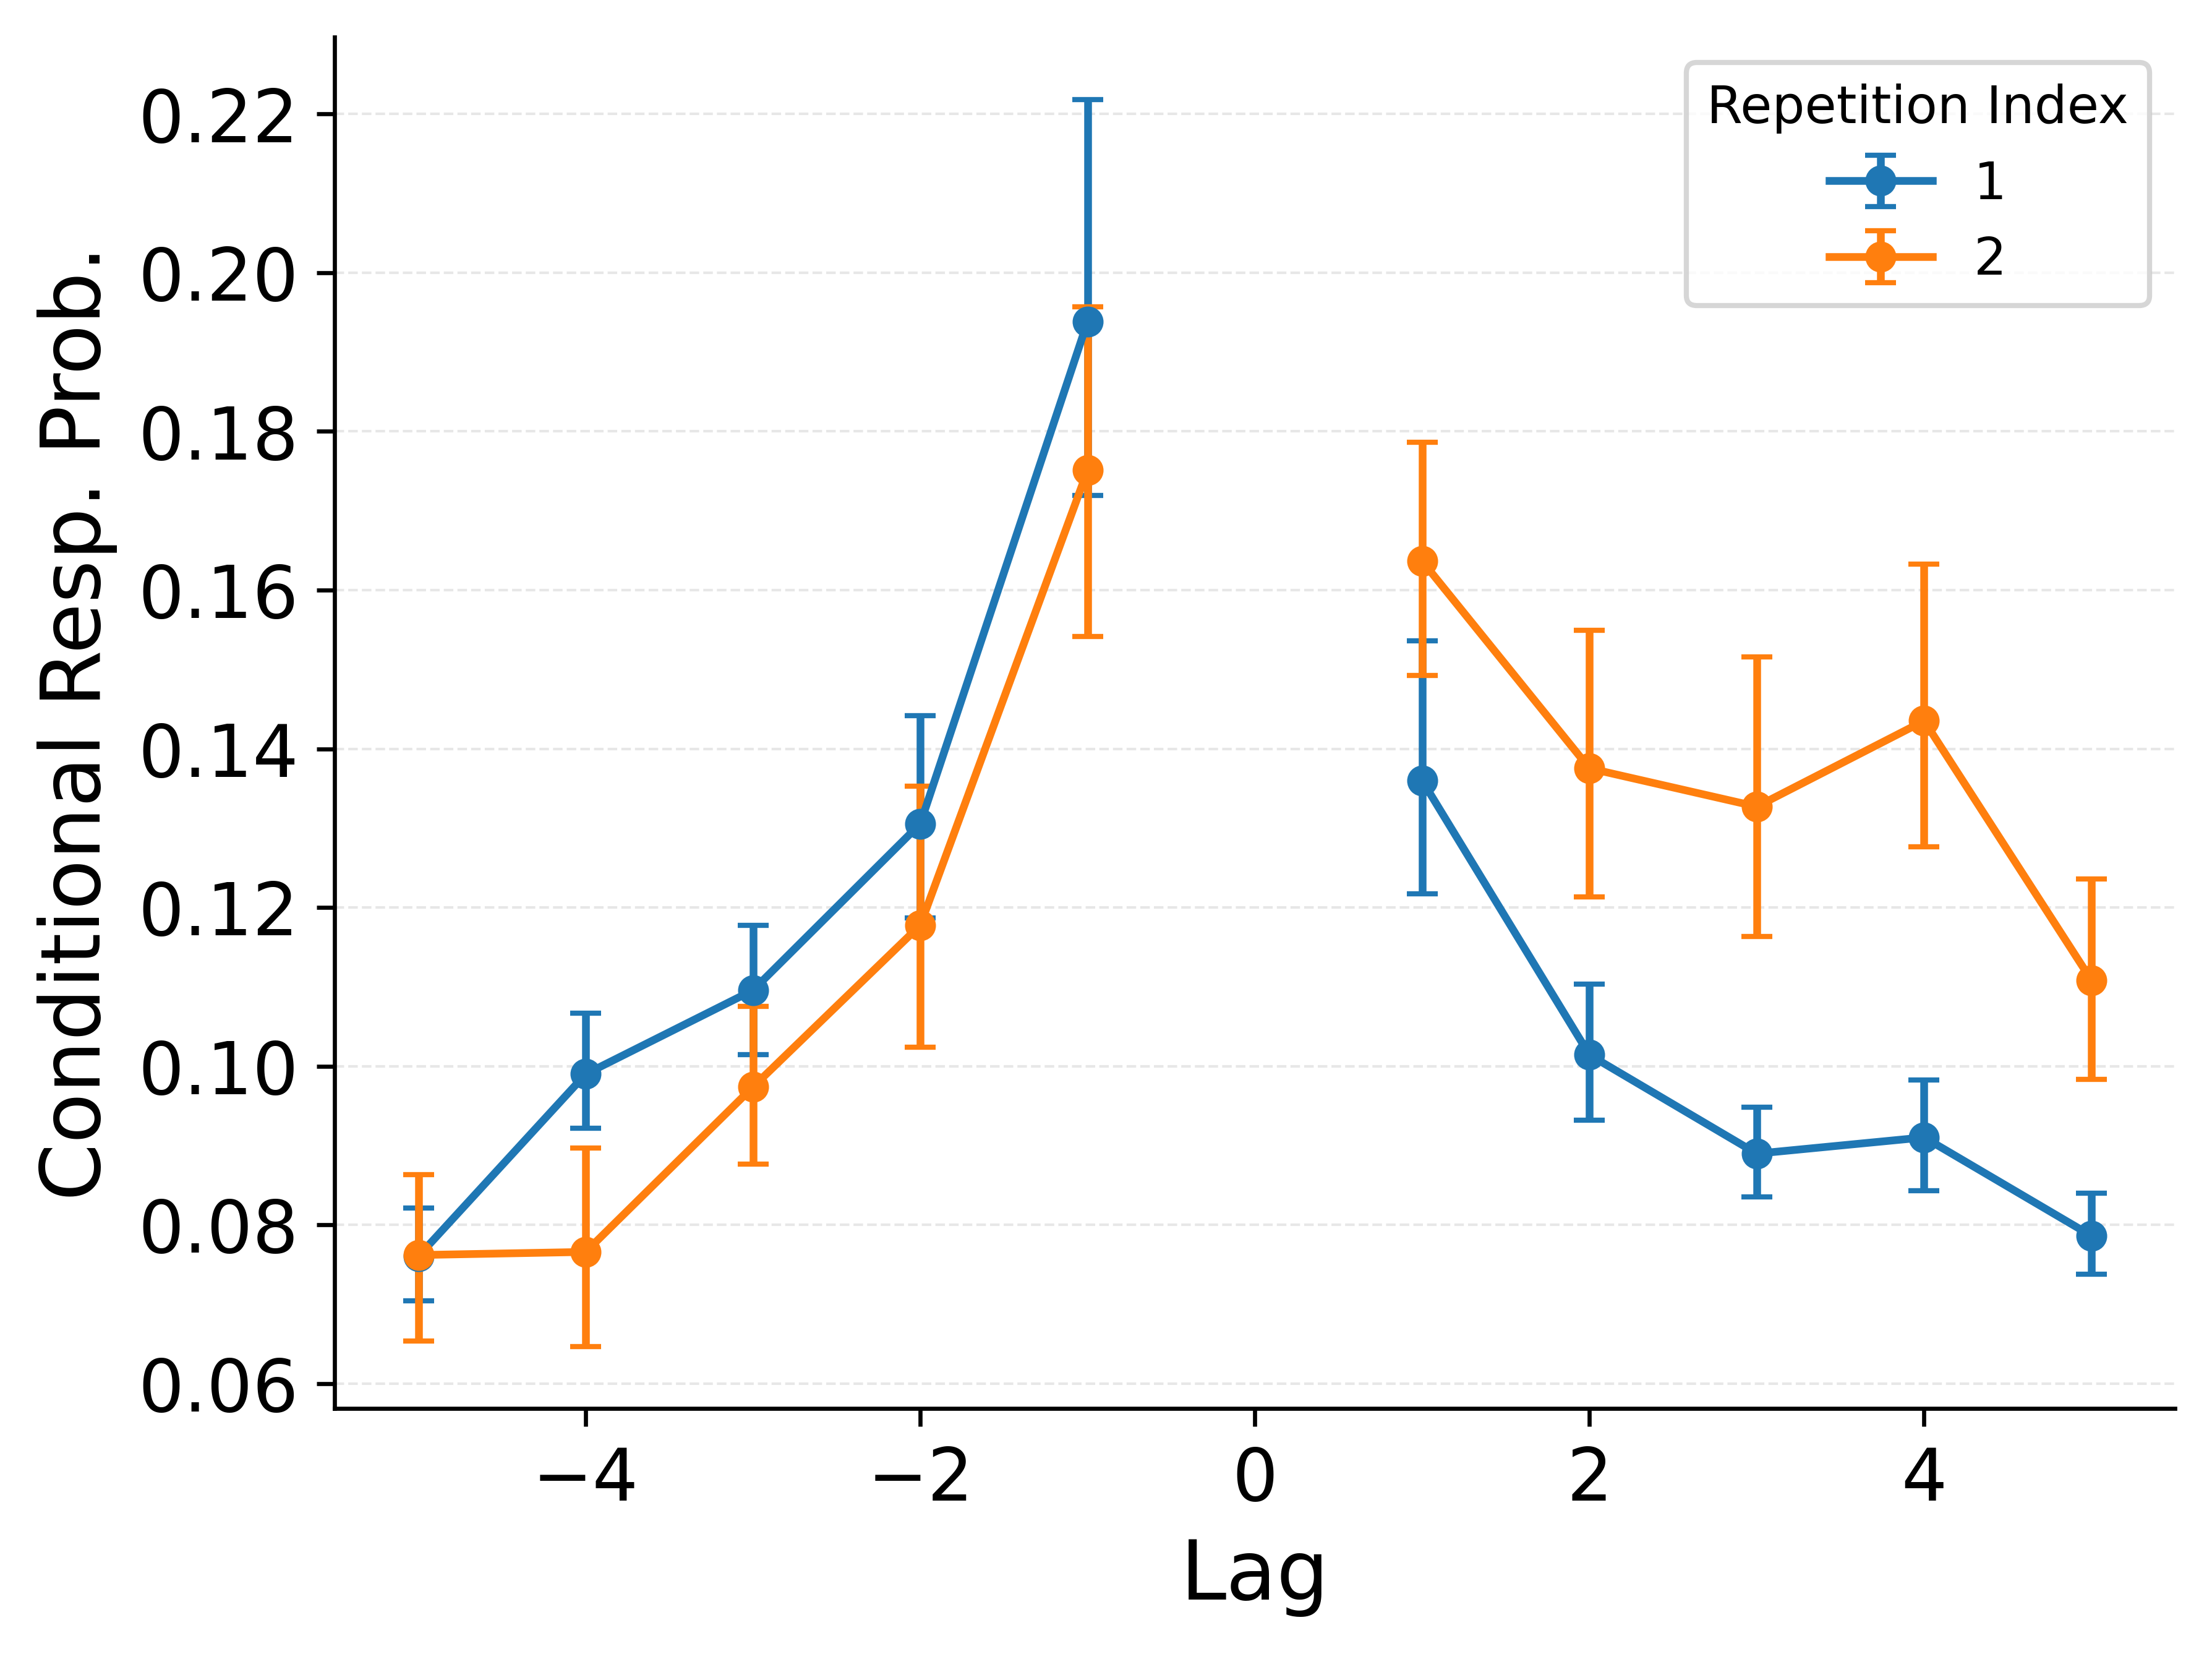 Conditional Resp. Prob.
0.22
0.20
0.18
0.16
0.14
0.12
0.10
0.08
0.06
Repetition Index
1
2
−4 −2 0 2 4
Lag